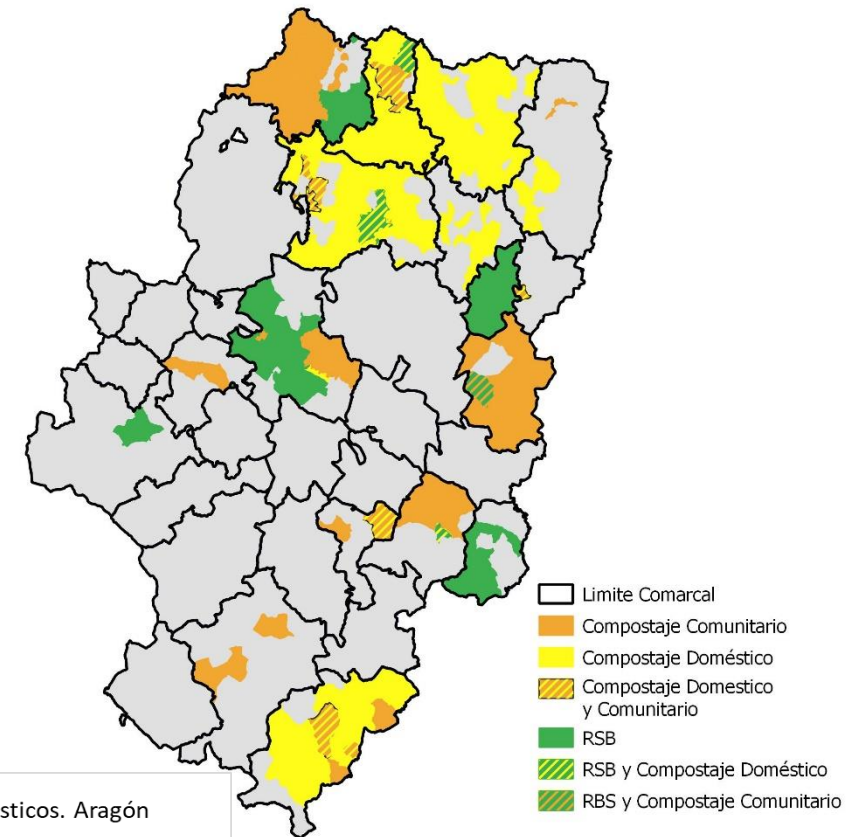 Limite Comarcal
Compostaje Comunitario
Compostaje Doméstico
Compostaje Domestico
y Comunitario
RSB
RSB y Compostaje Doméstico
RBS y Compostaje Comunitario
sticos. Aragón